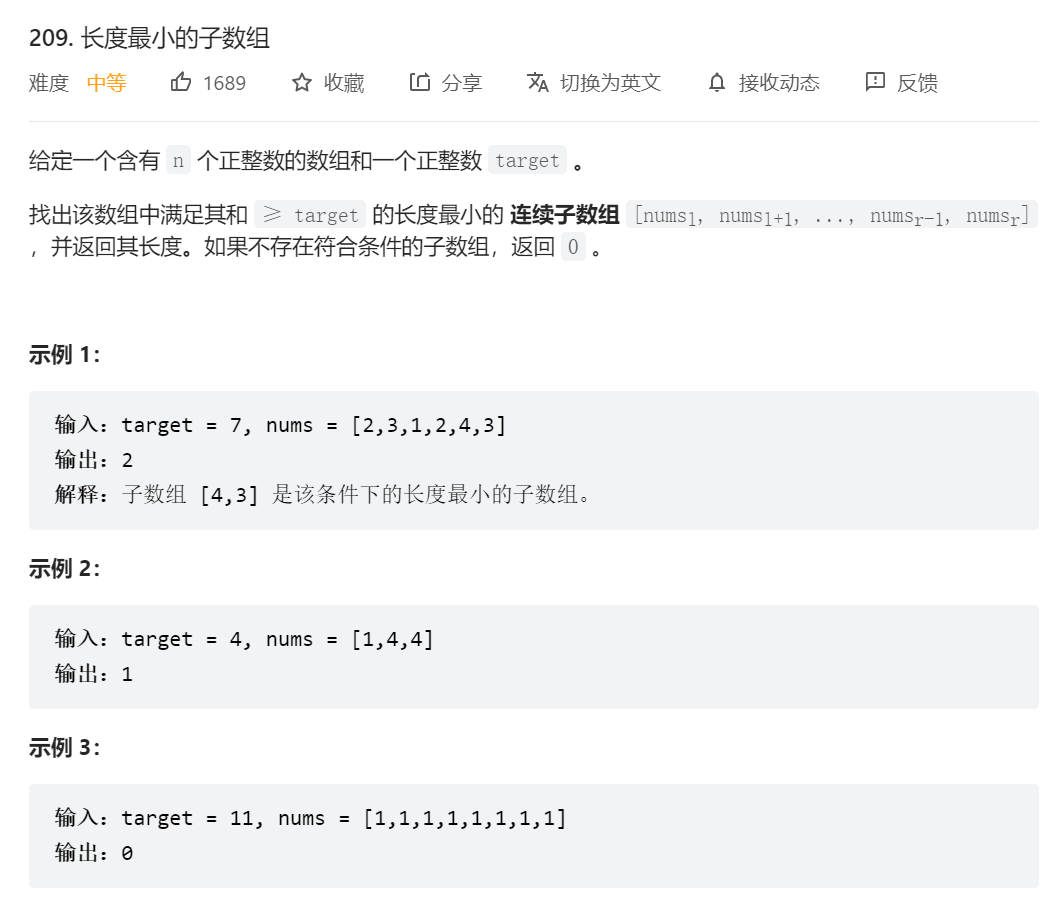 209. 长度最小的子数组
难度 中等 1689 收藏 分享 切换为英文 接收动态 反馈
给定一个含有 n 个正整数的数组和一个正整数 target 。
找出该数组中满足其和 ≥ target 的长度最小的 连续子数组 [numsl, numsl+1, ..., numsr-1, numsr]
，并返回其长度。如果不存在符合条件的子数组，返回 0 。
示例 1：
输入：target = 7, nums = [2,3,1,2,4,3]
输出：2
解释：子数组 [4,3] 是该条件下的长度最小的子数组。
示例 2：
输入：target = 4, nums = [1,4,4]
输出：1
示例 3：
输入：target = 11, nums = [1,1,1,1,1,1,1,1]
输出：0